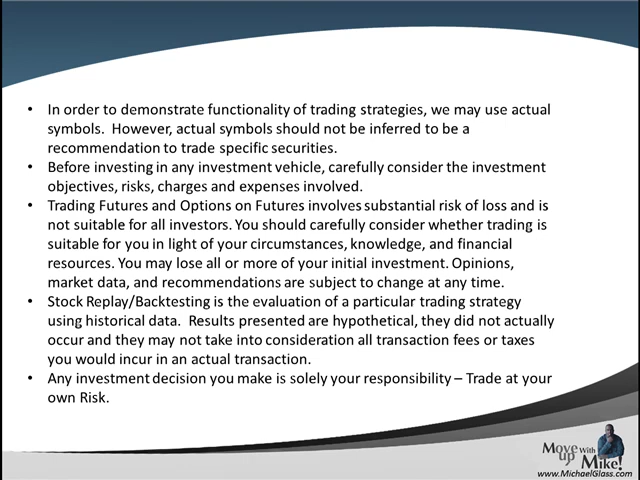 • In order to demonstrate functionality of trading strategies, we may use actual
symbols.  However, actual symbols should not be inferred to be a
recommendation to trade specific securities.
• Before investing in any investment vehicle, carefully consider the investment
objectives, risks, charges and expenses involved.
• Trading Futures and Options on Futures involves substantial risk of loss and is
not suitable for all investors. You should carefully consider whether trading is
suitable for you in light of your circumstances, knowledge, and financial
resources. You may lose all or more of your initial investment. Opinions,
market data, and recommendations are subject to change at any time.
• Stock Replay/Backtesting is the evaluation of a particular trading strategy
using historical data.  Results presented are hypothetical, they did not actually
occur and they may not take into consideration all transaction fees or taxes
you would incur in an actual transaction.
• Any investment decision you make is solely your responsibility – Trade at your
own Risk.
Move up With Mike!
www.MichaelGlass.com